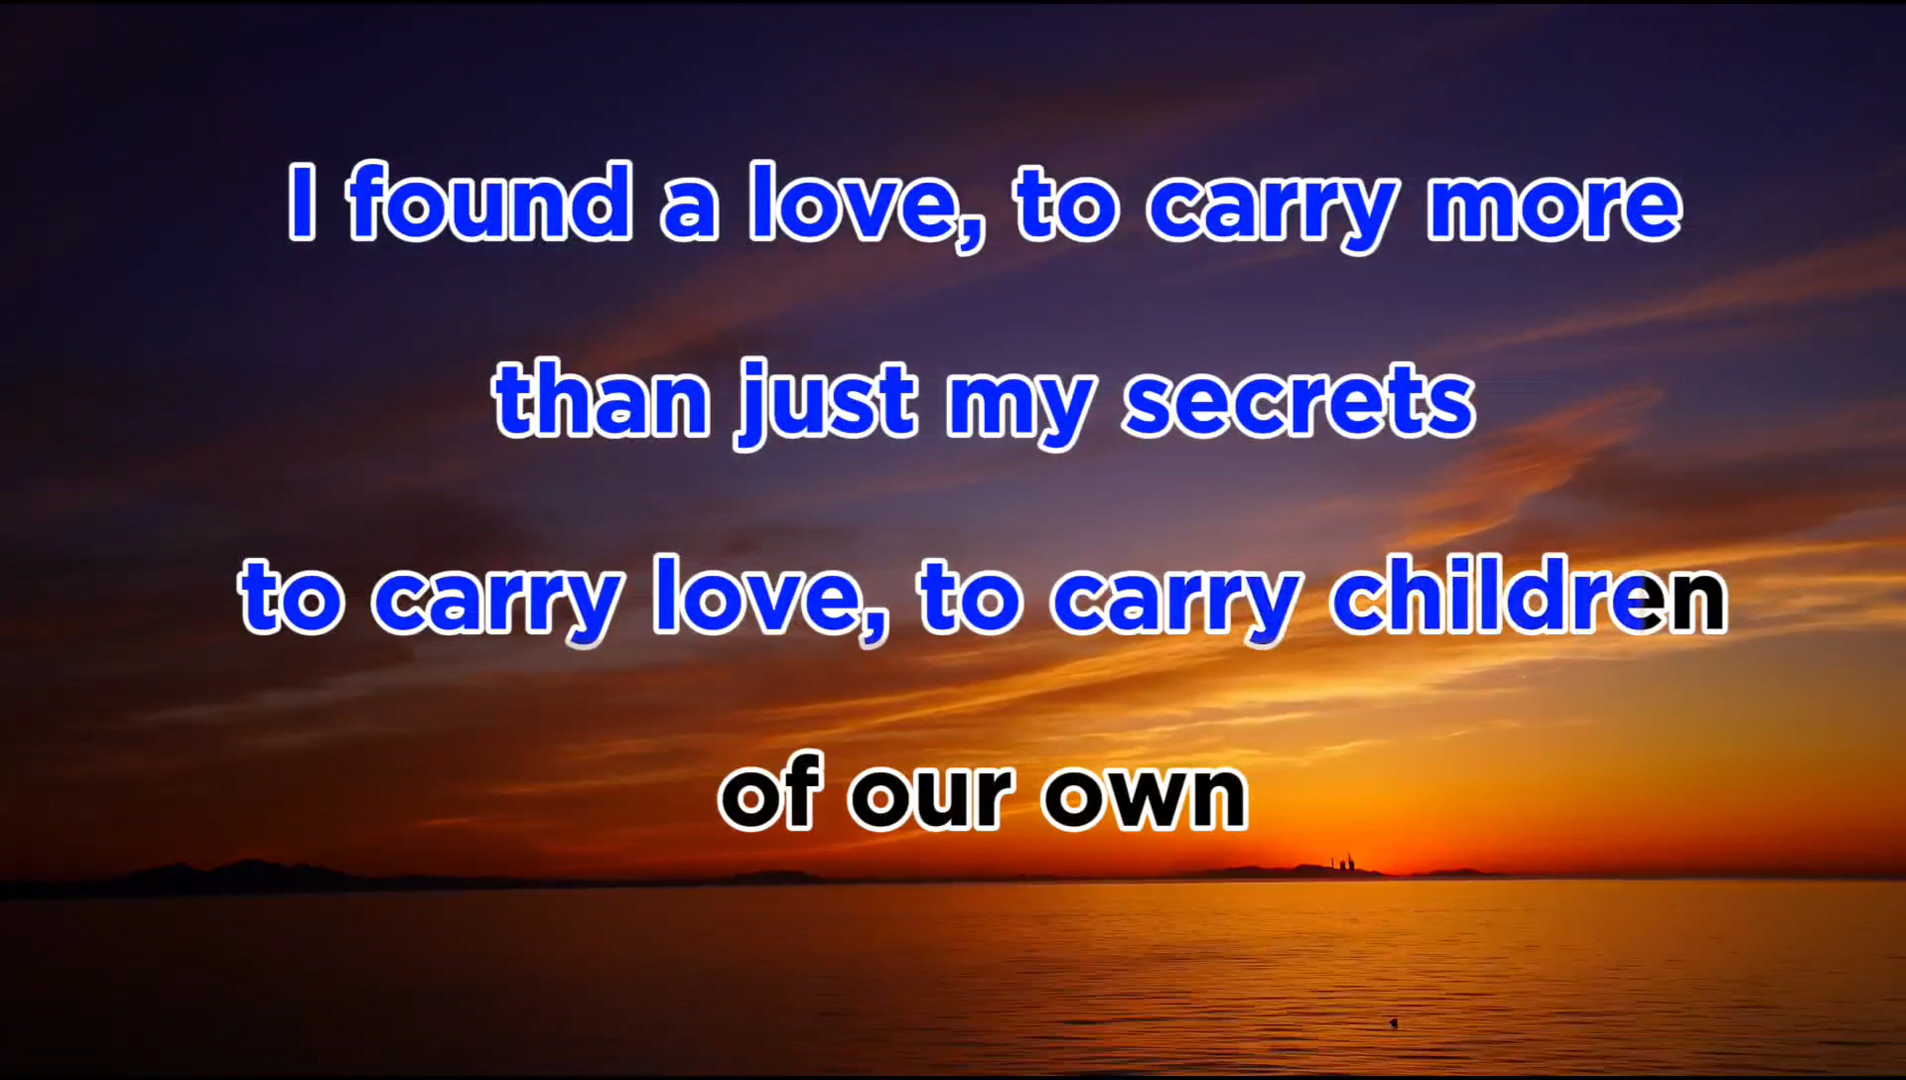 I found a love, to carry more
than just my secrets
to carry love, to carry children
of our own